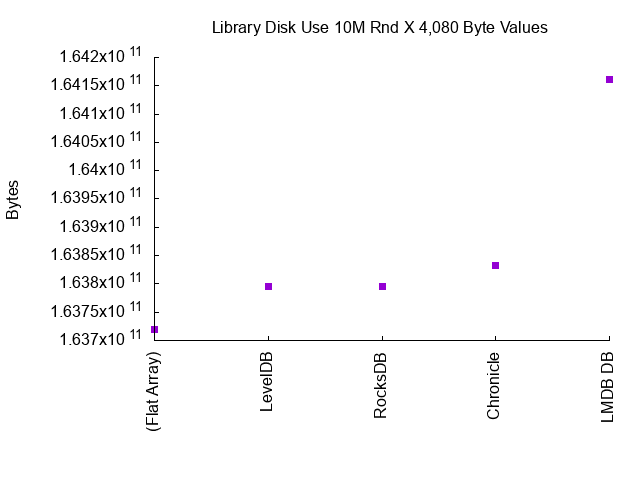 Library Disk Use 10M Rnd X 4,080 Byte Values
1.642x10 11
1.6415x10 11
1.641x10 11
1.6405x10 11
1.64x10 11
1.6395x10 11
1.639x10 11
1.6385x10 11
1.638x10 11
1.6375x10 11
1.637x10 11
Bytes
(Flat Array)
LevelDB
RocksDB
Chronicle
LMDB DB